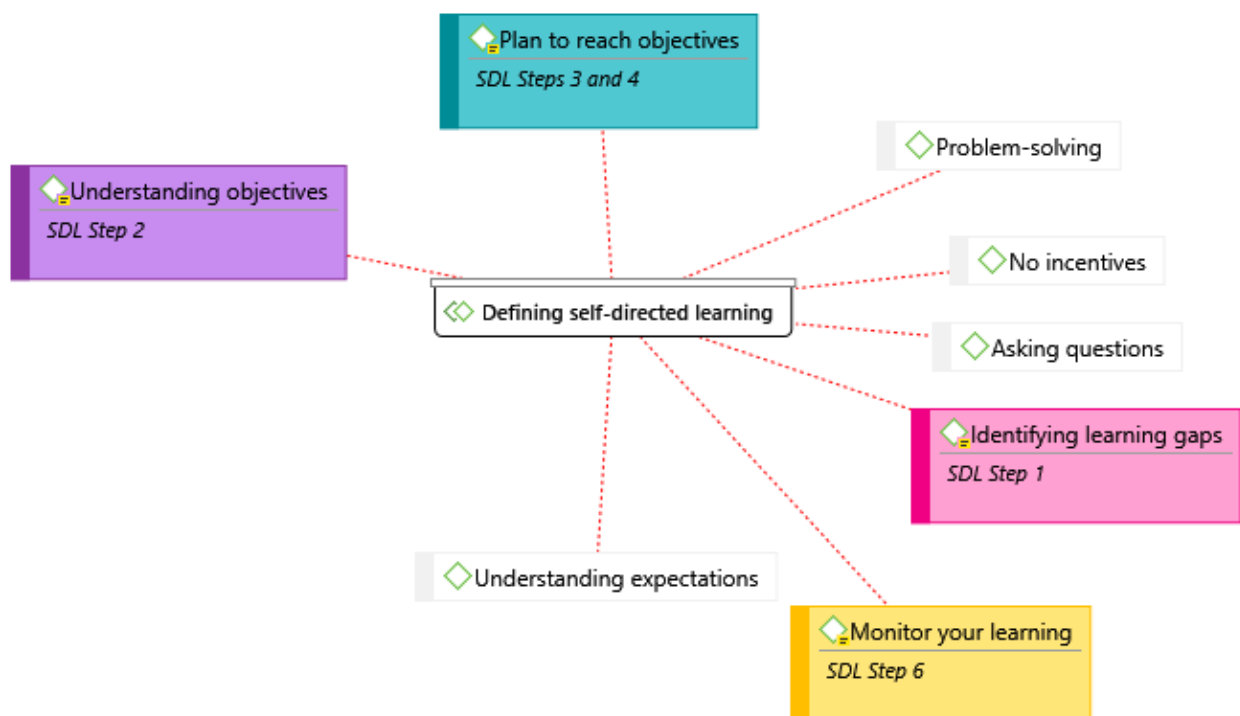 Plan to reach objectives
SDL Steps 3 and 4
Problem-solving
Understanding objectives
SDL Step 2
No incentives
Defining self-directed learning
Asking questions
Identifying learning gaps
SDL Step 1
Understanding expectations
Monitor your learning
SDL Step 6